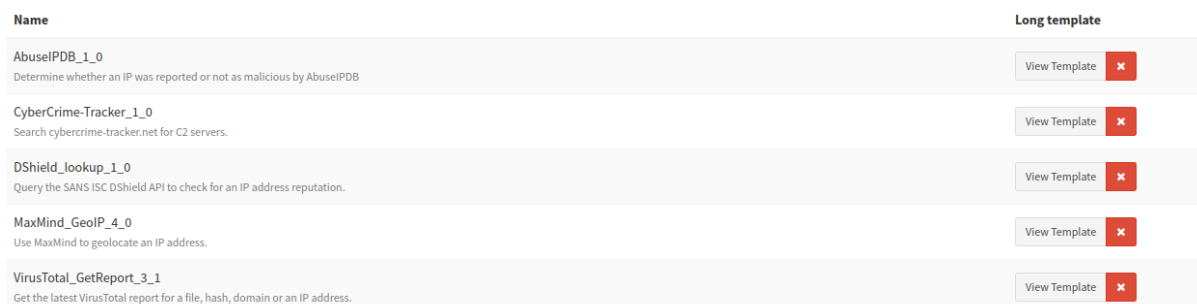 Name Long template
AbuseIPDB_1_0
Determine whether an IP was reported or not as malicious by AbuseIPDB
View Template
CyberCrime-Tracker_1_0
Search cybercrime-tracker.net for C2 servers.
View Template
DShield_lookup_1_0
Query the SANS ISC DShield API to check for an IP address reputation.
View Template
MaxMind_GeoIP_4_0
Use MaxMind to geolocate an IP address.
View Template
VirusTotal_GetReport_3_1
Get the latest VirusTotal report for a file, hash, domain or an IP address.
View Template